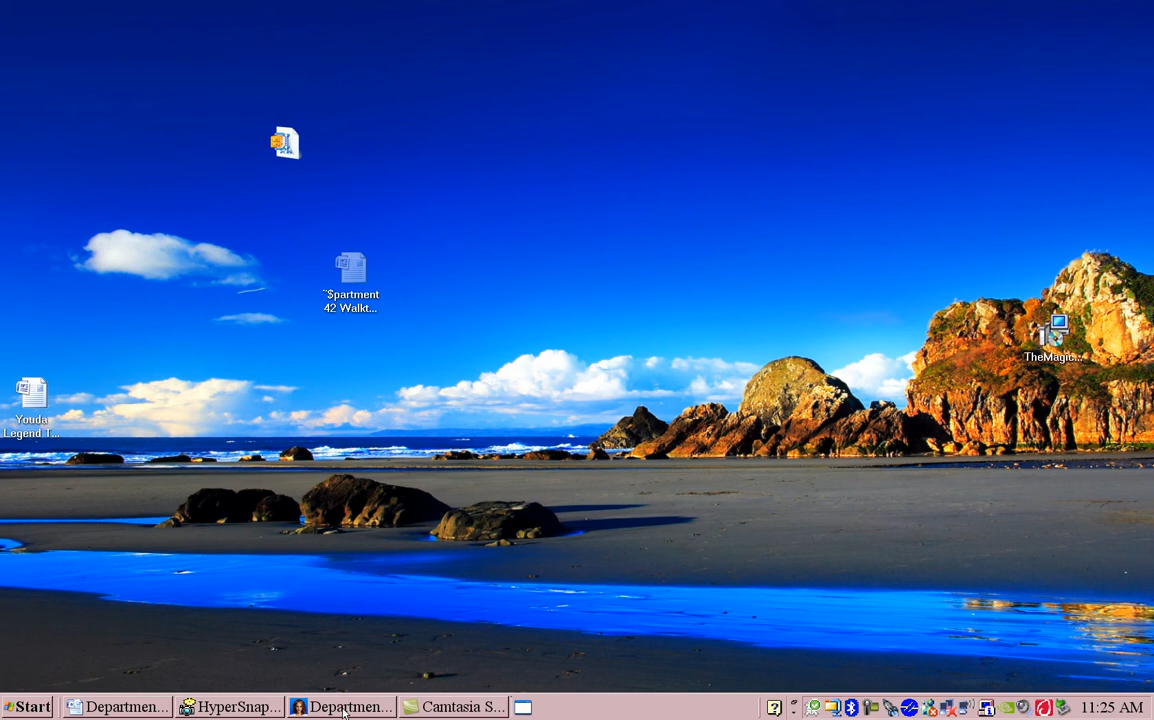 ~$partment
42 Walkt...
TheMagic...
Youda
Legend T...
Start
Departmen...
HyperSnap...
Departmen...
Camtasia S...
11:25 AM